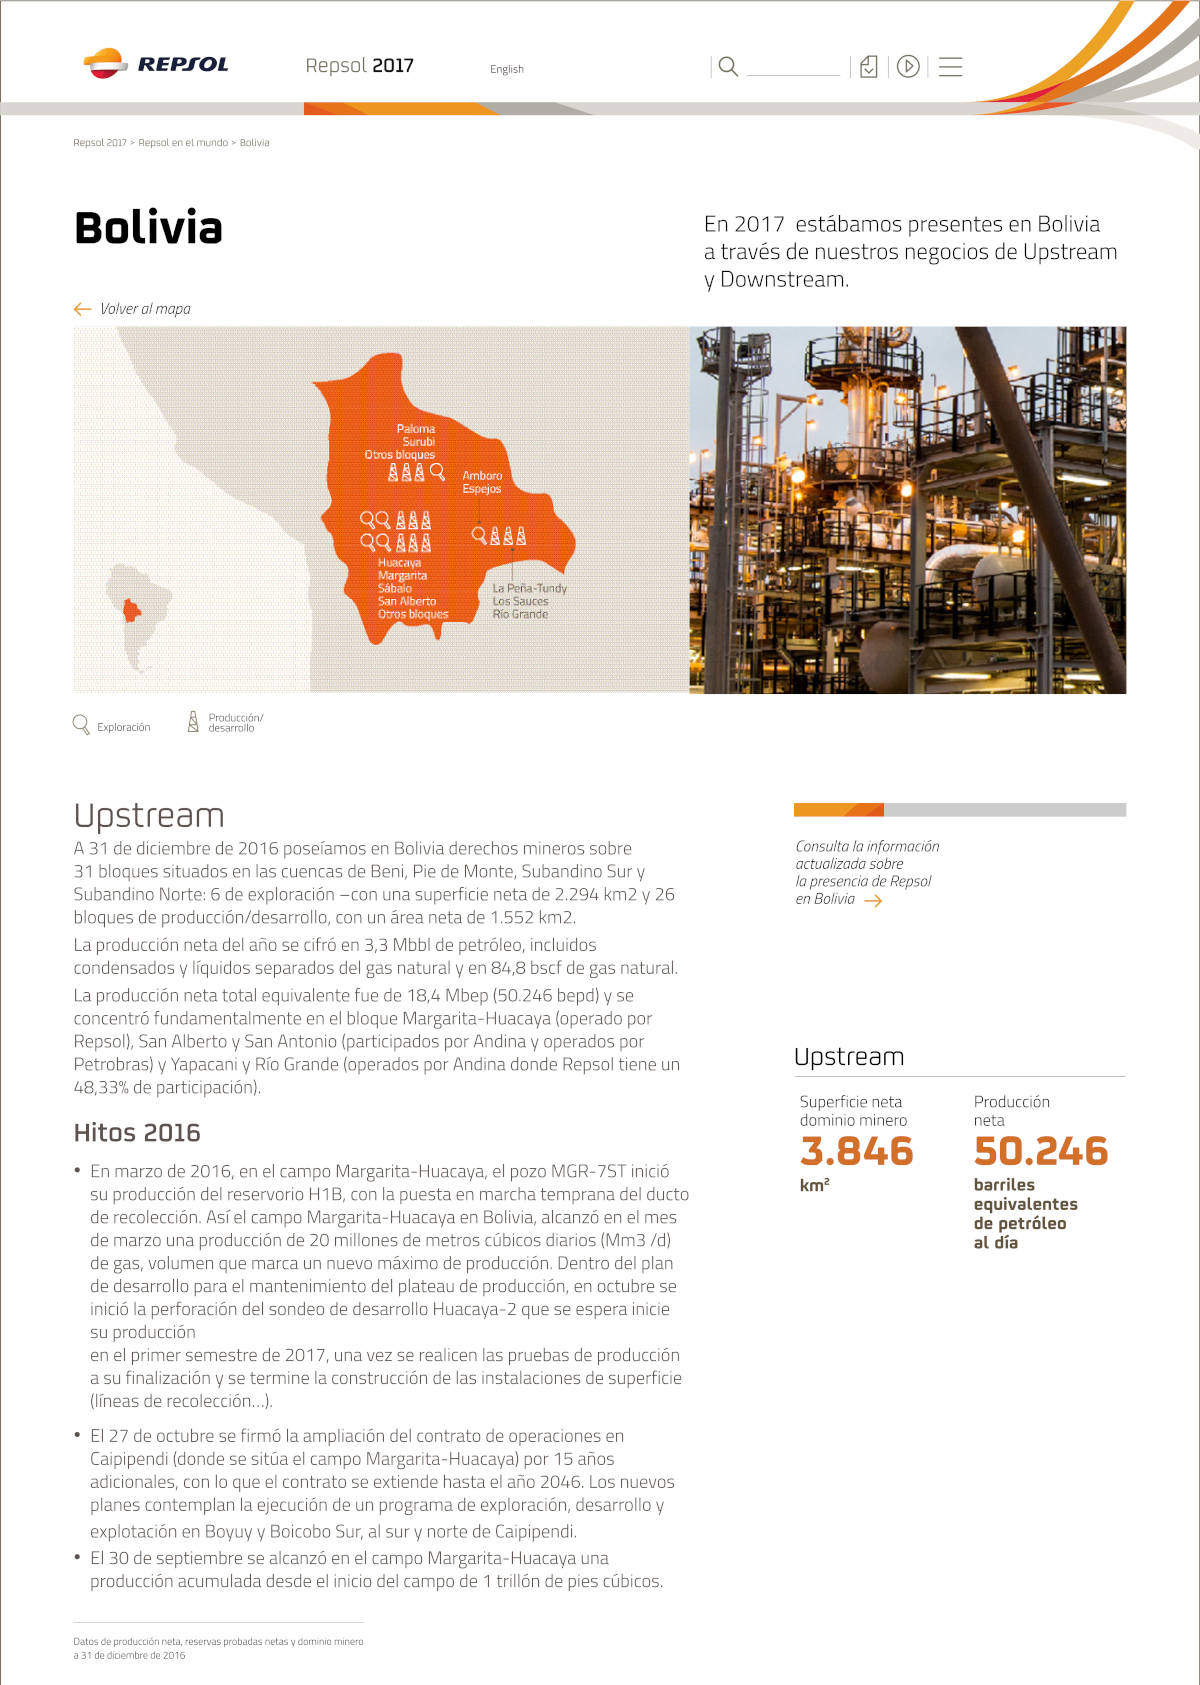 REPSOL
Repsol 2017
English
Repsol 2017 > Repsol en el mundo > Bolivia
Bolivia
En 2017 estábamos presentes en Bolivia
a través de nuestros negocios de Upstream
y Downstream.
← Volver al mapa
Paloma
Surubi
Otros bloques
Amboro
Espejos
Huacaya
Margarita
Sábalo
San Alberto
Otros bloques
La Peña-Tundy
Los Sauces
Río Grande
Exploración
Producción/
desarrollo
Upstream
A 31 de diciembre de 2016 poseíamos en Bolivia derechos mineros sobre
31 bloques situados en las cuencas de Beni, Pie de Monte, Subandino Sur y
Subandino Norte: 6 de exploración –con una superficie neta de 2.294 km2 y 26
bloques de producción/desarrollo, con un área neta de 1.552 km2.
La producción neta del año se cifró en 3,3 Mbbl de petróleo, incluidos
condensados y líquidos separados del gas natural y en 84,8 bscf de gas natural.
La producción neta total equivalente fue de 18,4 Mbep (50.246 bepd) y se
concentró fundamentalmente en el bloque Margarita-Huacaya (operado por
Repsol), San Alberto y San Antonio (participados por Andina y operados por
Petrobras) y Yapacani y Río Grande (operados por Andina donde Repsol tiene un
48,33% de participación).
Hitos 2016
• En marzo de 2016, en el campo Margarita-Huacaya, el pozo MGR-7ST inició
su producción del reservorio H1B, con la puesta en marcha temprana del ducto
de recolección. Así el campo Margarita-Huacaya en Bolivia, alcanzó en el mes
de marzo una producción de 20 millones de metros cúbicos diarios (Mm3 /d)
de gas, volumen que marca un nuevo máximo de producción. Dentro del plan
de desarrollo para el mantenimiento del plateau de producción, en octubre se
inició la perforación del sondeo de desarrollo Huacaya-2 que se espera inicie
su producción
en el primer semestre de 2017, una vez se realicen las pruebas de producción
a su finalización y se termine la construcción de las instalaciones de superficie
(líneas de recolección…).
• El 27 de octubre se firmó la ampliación del contrato de operaciones en
Caipipendi (donde se sitúa el campo Margarita-Huacaya) por 15 años
adicionales, con lo que el contrato se extiende hasta el año 2046. Los nuevos
planes contemplan la ejecución de un programa de exploración, desarrollo y
explotación en Boyuy y Boicobo Sur, al sur y norte de Caipipendi.
• El 30 de septiembre se alcanzó en el campo Margarita-Huacaya una
producción acumulada desde el inicio del campo de 1 trillón de pies cúbicos.
Consulta la información
actualizada sobre
la presencia de Repsol
en Bolivia →
Upstream
Superficie neta
dominio minero
3.846
km²
Producción
neta
50.246
barriles
equivalentes
de petróleo
al día
Datos de producción neta, reservas probadas netas y dominio minero
a 31 de diciembre de 2016